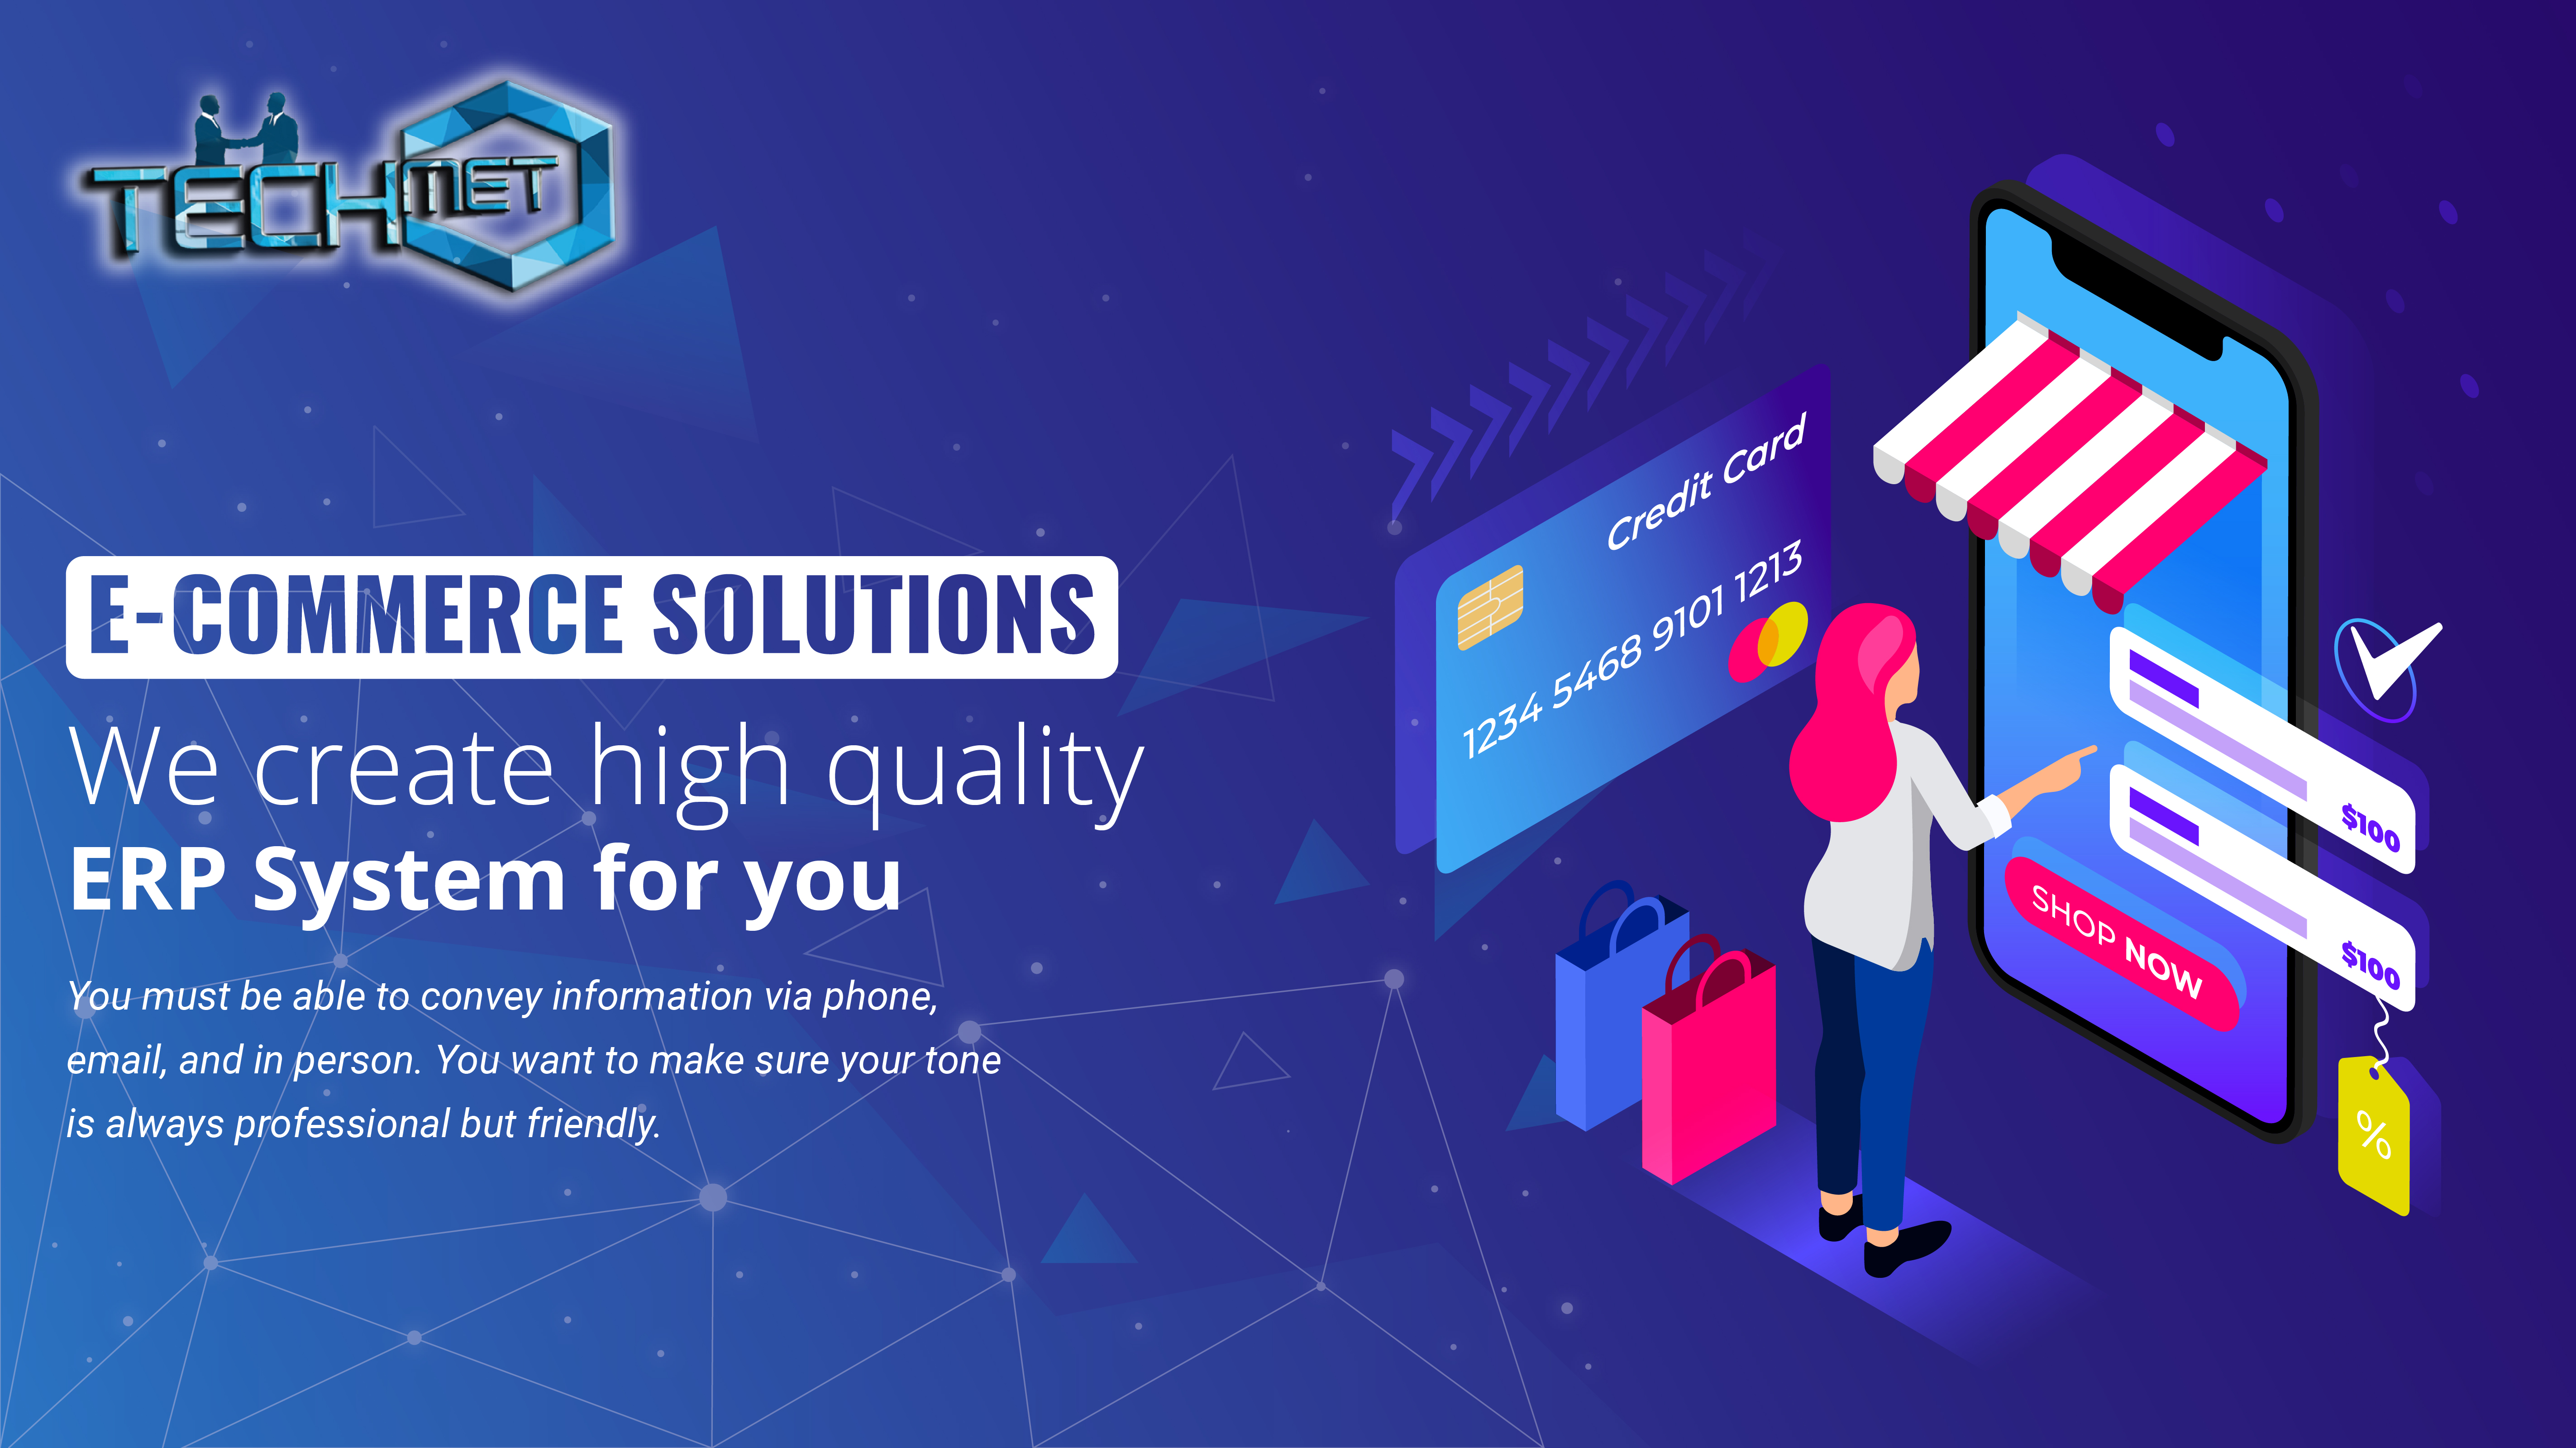 TECHMET
E-COMMERCE SOLUTIONS
We create high quality
ERP System for you
You must be able to convey information via phone,
email, and in person. You want to make sure your tone
is always professional but friendly.
Credit Card
1234 5468 9101 1213
$100
$100
SHOP NOW
%